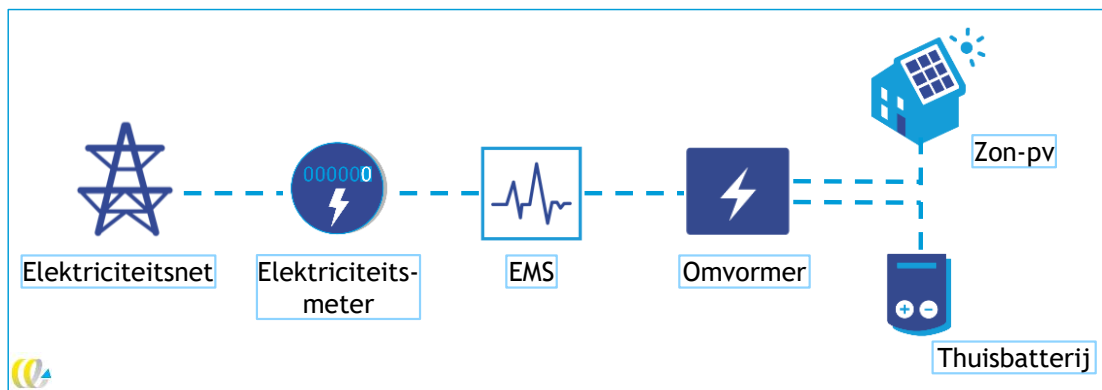 000000
Zon-pv
Elektriciteitsnet
Elektriciteits-
meter
EMS
Omvormer
Thuisbatterij